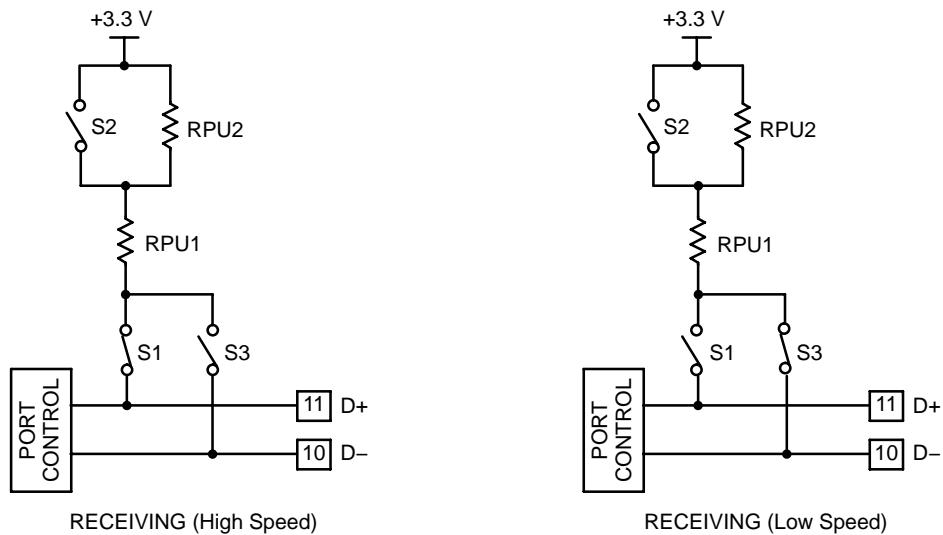 +3.3 V
S2
RPU2
RPU1
S1
S3
PORT
CONTROL
11 D+
10 D−
RECEIVING (High Speed)
+3.3 V
S2
RPU2
RPU1
S1
S3
PORT
CONTROL
11 D+
10 D−
RECEIVING (Low Speed)